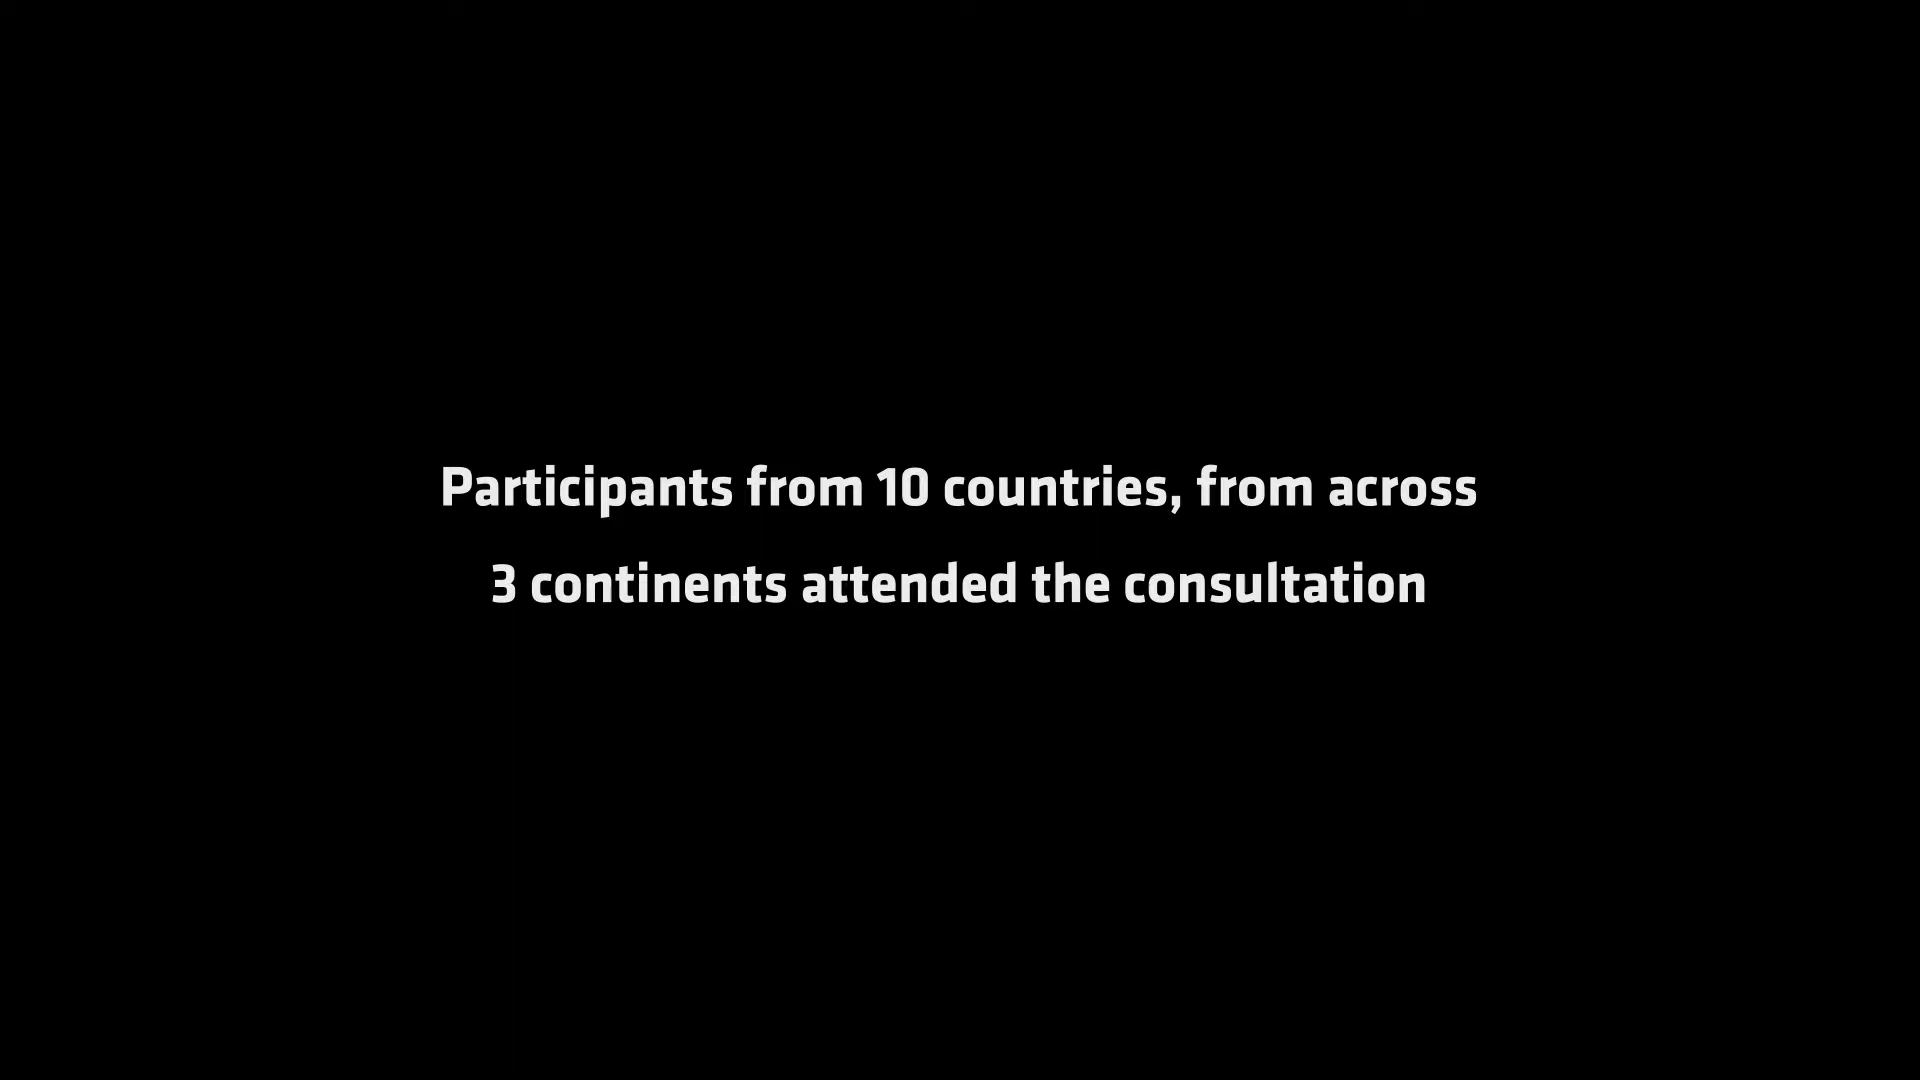 Participants from 10 countries, from across
3 continents attended the consultation